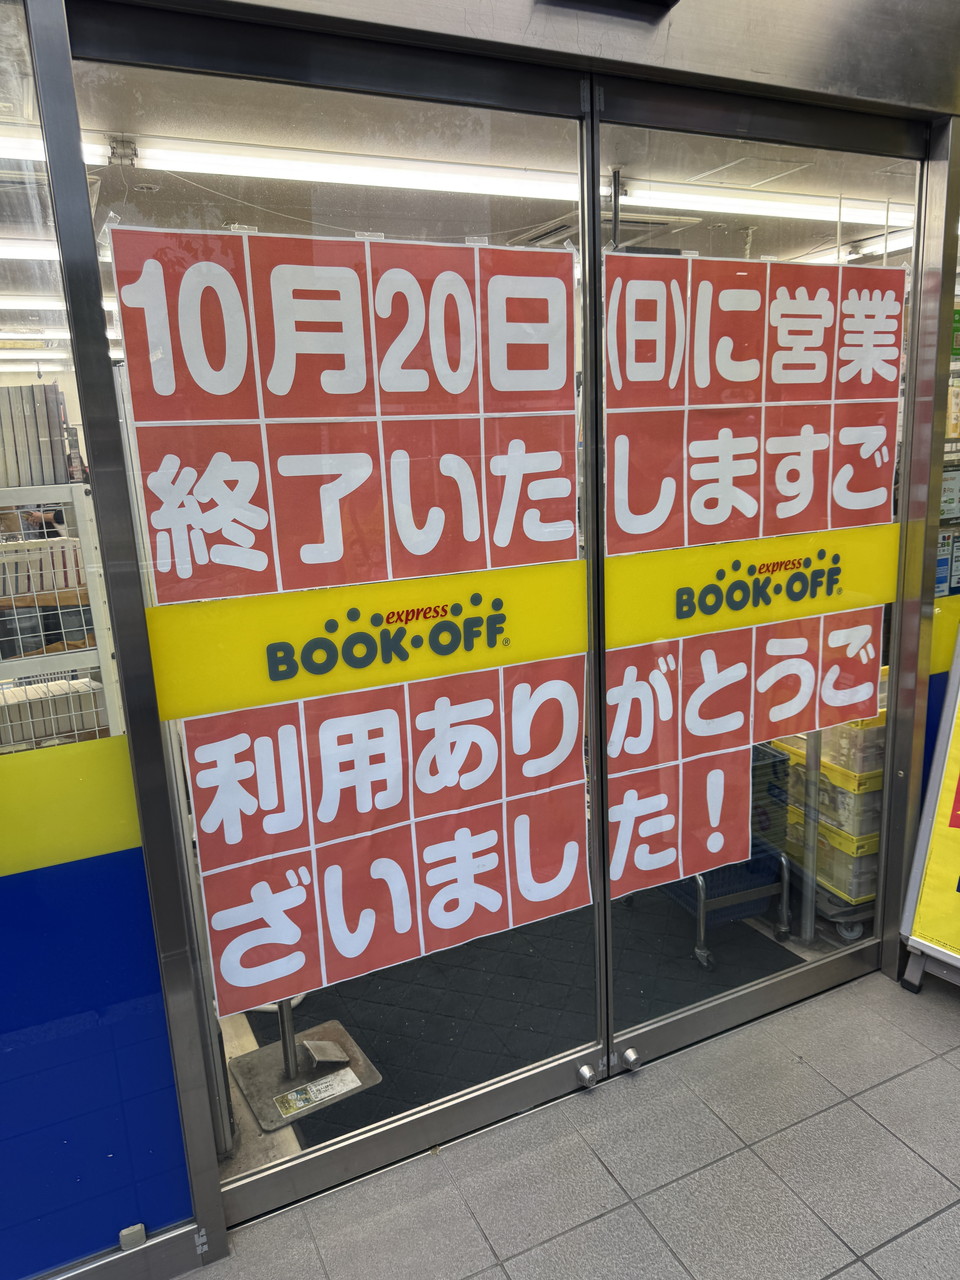 10月20日(日)に営業
終了いたしますご
express
BOOK・OFF®
express
BOOK・OFF®
利用ありがとうご
ざいました!